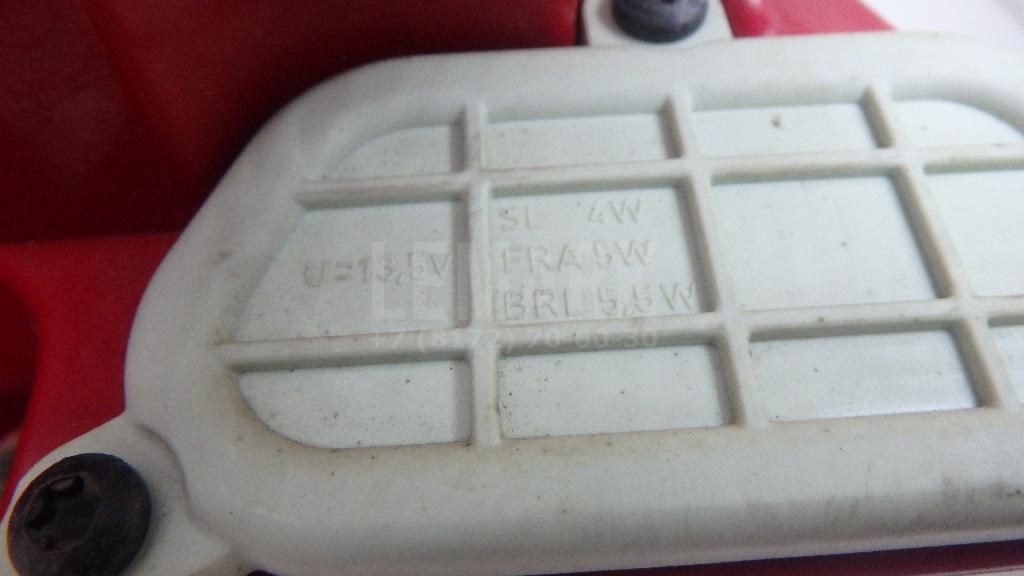 SL 4W
U=13,5V FRA 5W
BRL 5,5W
+7 (8172) 70-60-30